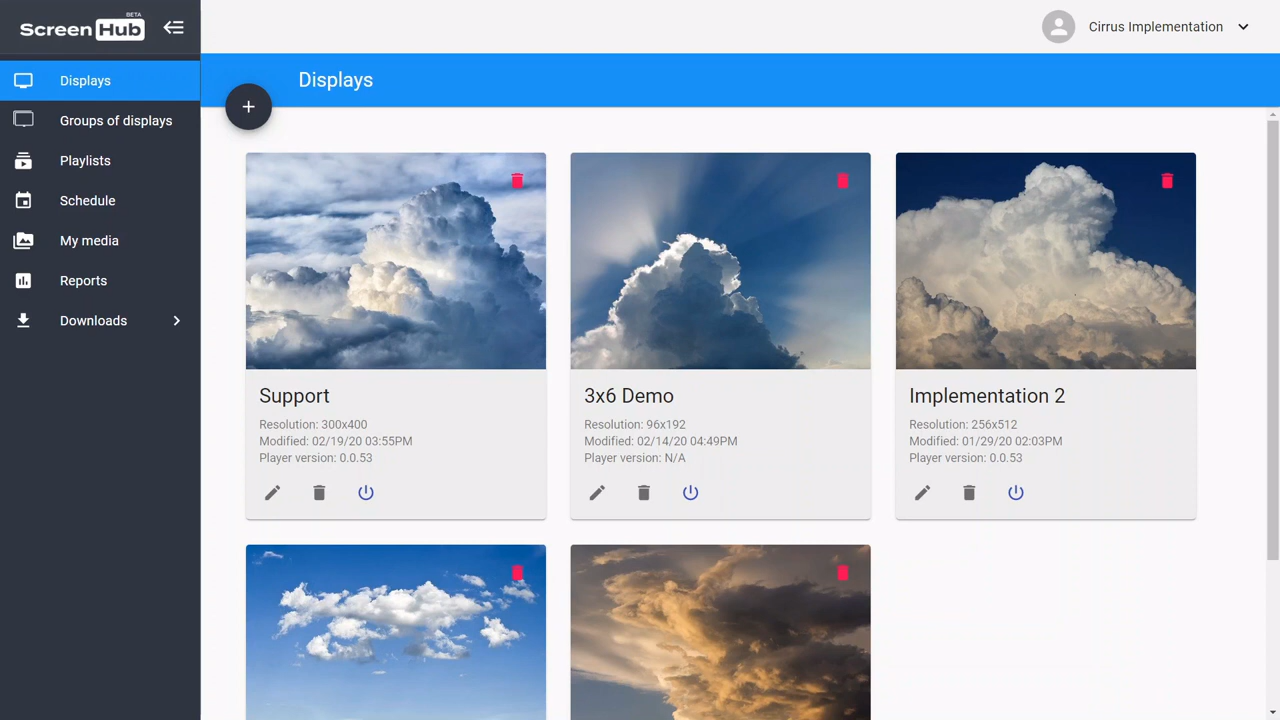 BETA
Screen Hub
Cirrus Implementation
Displays
Groups of displays
Playlists
Schedule
My media
Reports
Downloads
Displays
Support
Resolution: 300x400
Modified: 02/19/20 03:55PM
Player version: 0.0.53
3x6 Demo
Resolution: 96x192
Modified: 02/14/20 04:49PM
Player version: N/A
Implementation 2
Resolution: 256x512
Modified: 01/29/20 02:03PM
Player version: 0.0.53